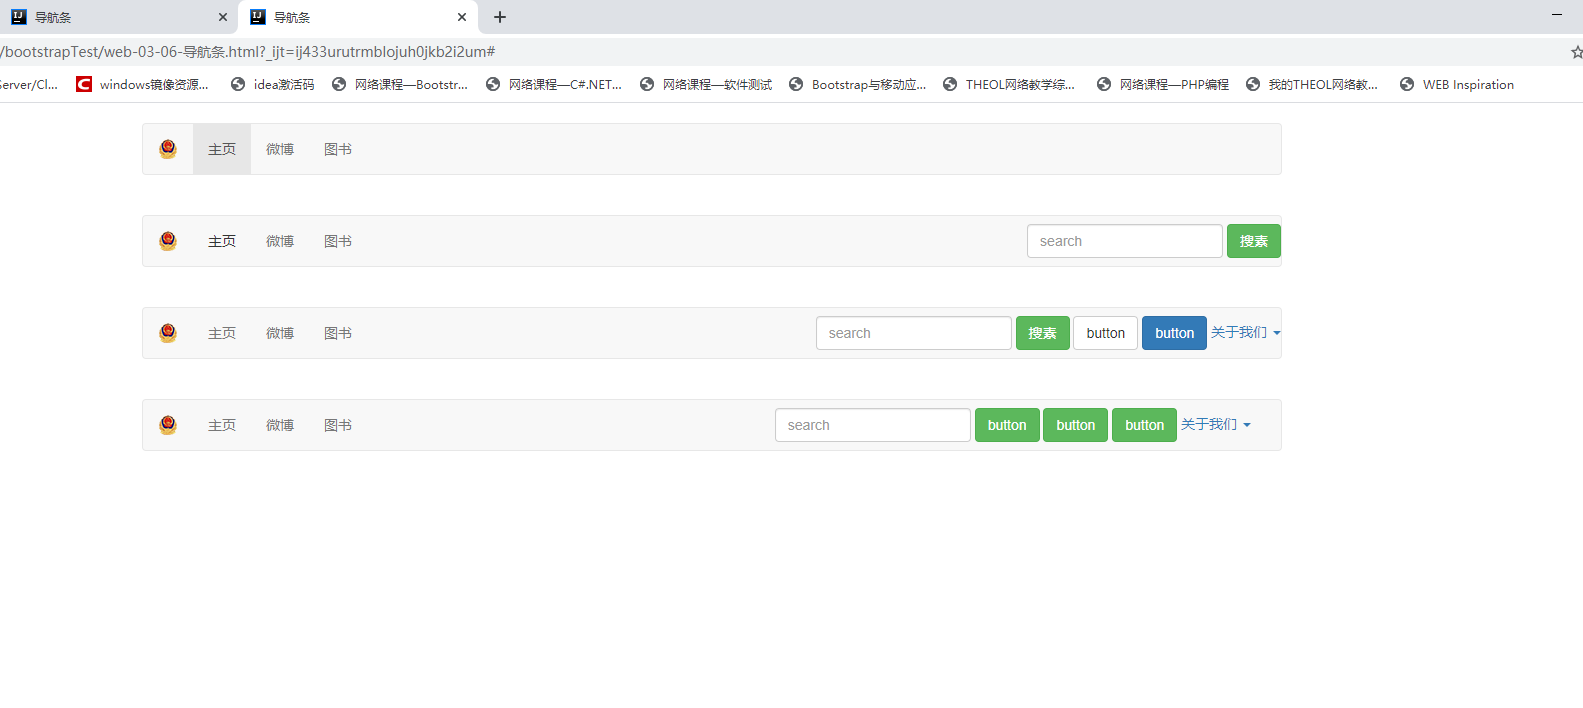 导航条 导航条
/bootstrapTest/web-03-06-导航条.html?_ijt=ij433urutrmblojuh0jkb2i2um#
Server/Cl... windows镜像资源... idea激活码 网络课程—Bootstr... 网络课程—C#.NET... 网络课程—软件测试 Bootstrap与移动应... THEOL网络教学综... 网络课程—PHP编程 我的THEOL网络教... WEB Inspiration
主页 微博 图书
主页 微博 图书 search 搜素
主页 微博 图书 search 搜素 button button 关于我们
主页 微博 图书 search button button button 关于我们